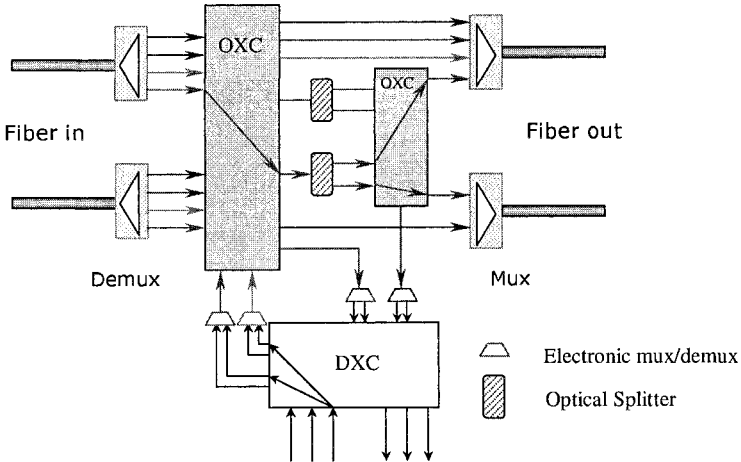 OXC
OXC
Fiber in
Fiber out
Demux
Mux
DXC
Electronic mux/demux
Optical Splitter